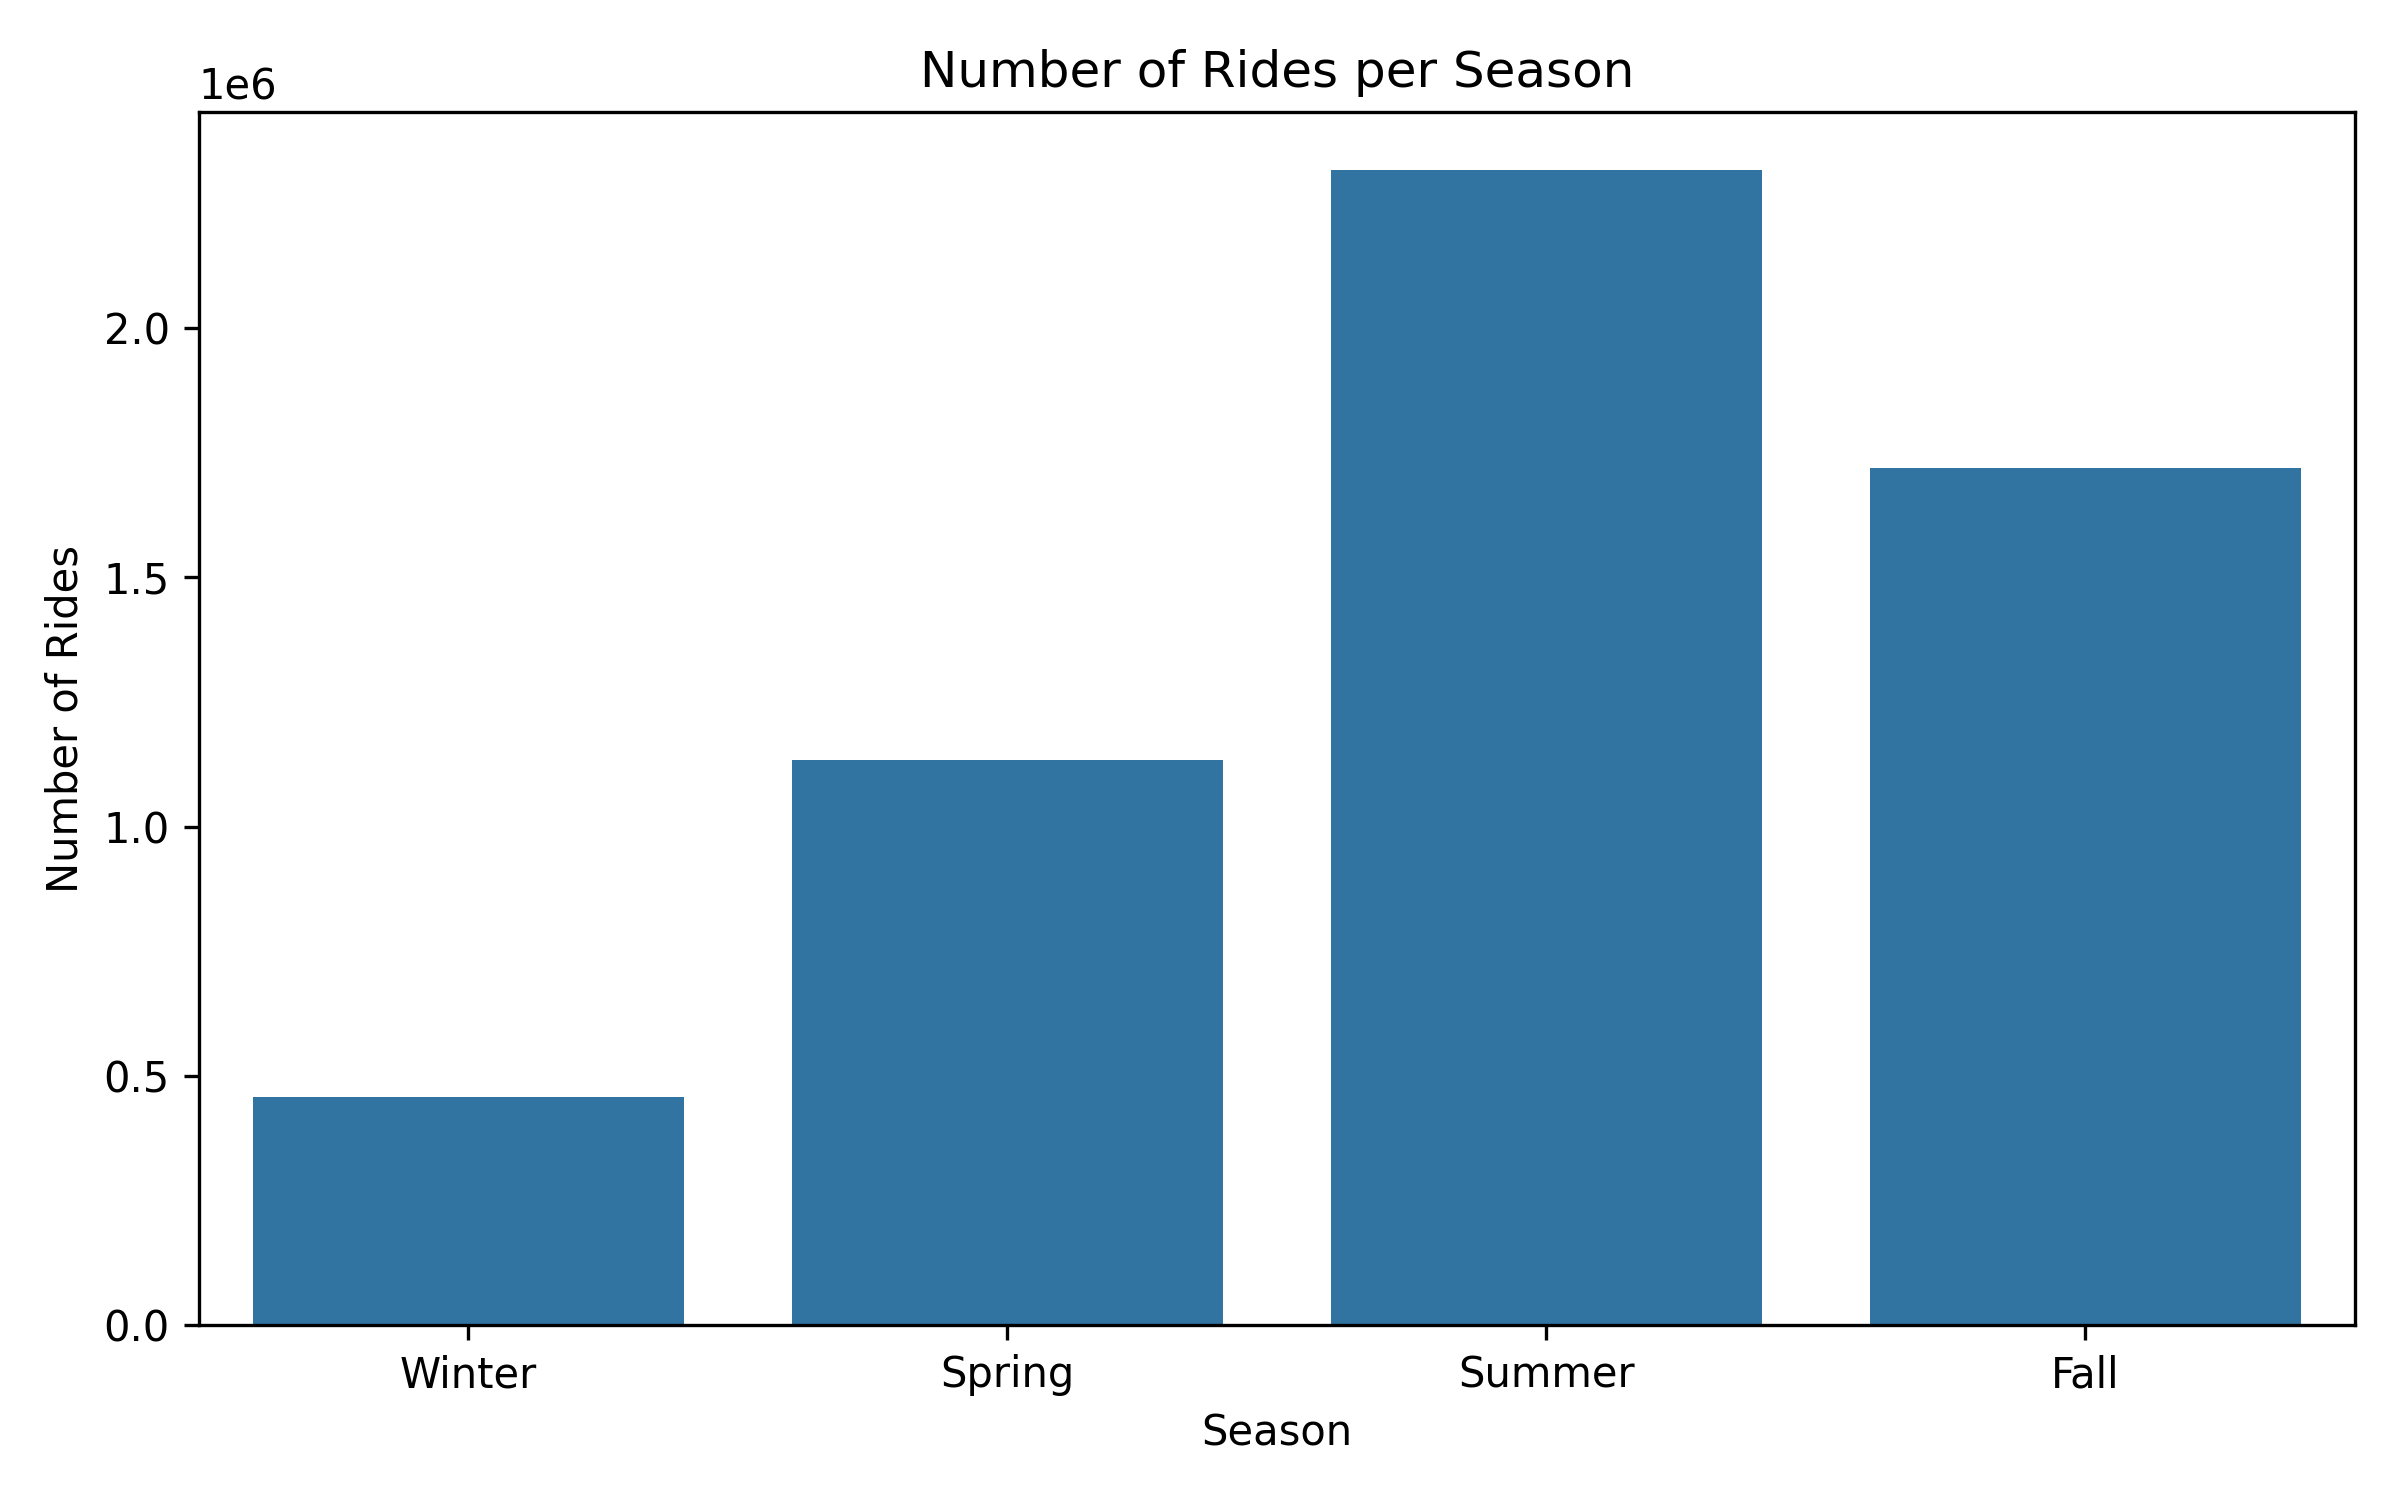 Number of Rides per Season
1e6
Number of Rides
2.0
1.5
1.0
0.5
0.0
Winter Spring Summer Fall
Season